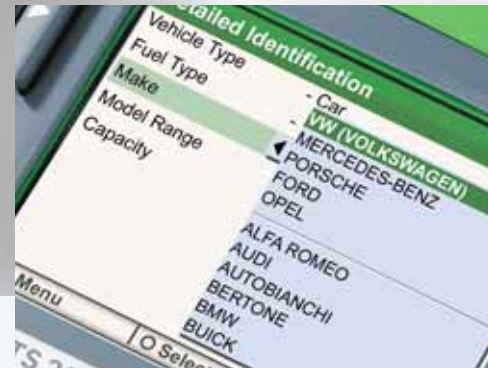 Detailed Identification
Vehicle Type
Fuel Type
Make
Model Range
Capacity
- Car
-
VW (VOLKSWAGEN)
MERCEDES-BENZ
PORSCHE
FORD
OPEL
ALFA ROMEO
AUDI
AUTOBIANCHI
BERTONE
BMW
BUICK
Menu